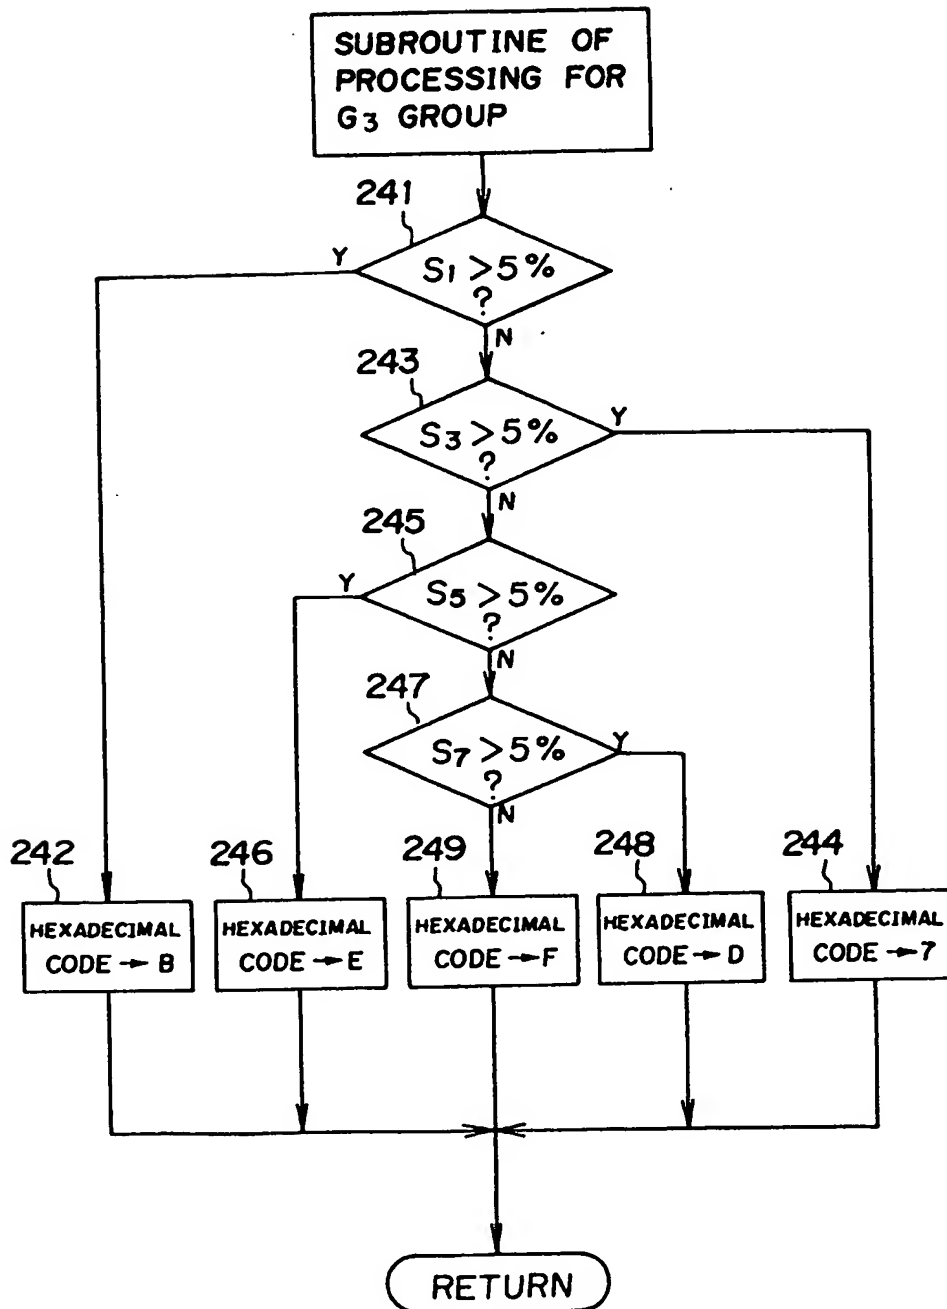 SUBROUTINE OF
PROCESSING FOR
G3 GROUP
241
Y
S1 > 5%
?
N
243
Y
S3 > 5%
?
N
245
Y
S5 > 5%
?
N
247
Y
S7 > 5%
?
N
242
246
249
248
244
HEXADECIMAL
CODE → B
HEXADECIMAL
CODE → E
HEXADECIMAL
CODE → F
HEXADECIMAL
CODE → D
HEXADECIMAL
CODE → 7
RETURN